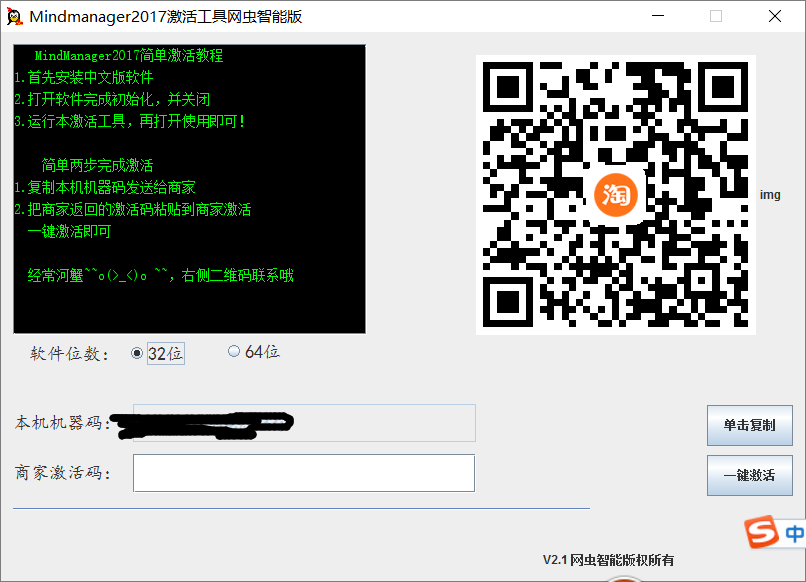 Mindmanager2017激活工具网虫智能版
MindManager2017简单激活教程
1.首先安装中文版软件
2.打开软件完成初始化，并关闭
3.运行本激活工具，再打开使用即可！
简单两步完成激活
1.复制本机机器码发送给商家
2.把商家返回的激活码粘贴到商家激活
一键激活即可
经常河蟹~~o(>_<)o ~~，右侧二维码联系哦
淘
img
软件位数： 32位 64位
本机机器码：
单击复制
商家激活码：
一键激活
S 中
V2.1 网虫智能版权所有